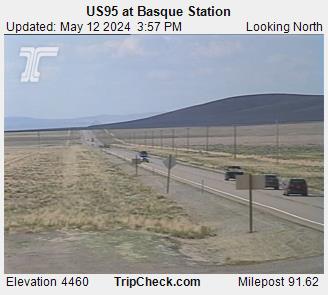 US95 at Basque Station
Updated: May 12 2024 3:57 PM Looking North
Elevation 4460 TripCheck.com Milepost 91.62